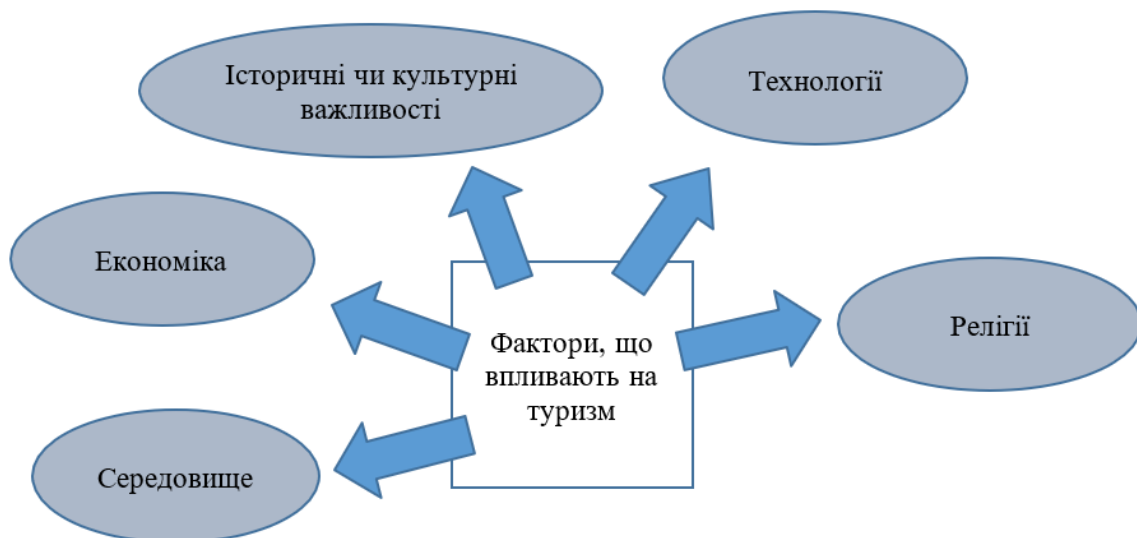 Історичні чи культурні
важливості
Технології
Економіка
Релігії
Фактори, що
впливають на
туризм
Середовище